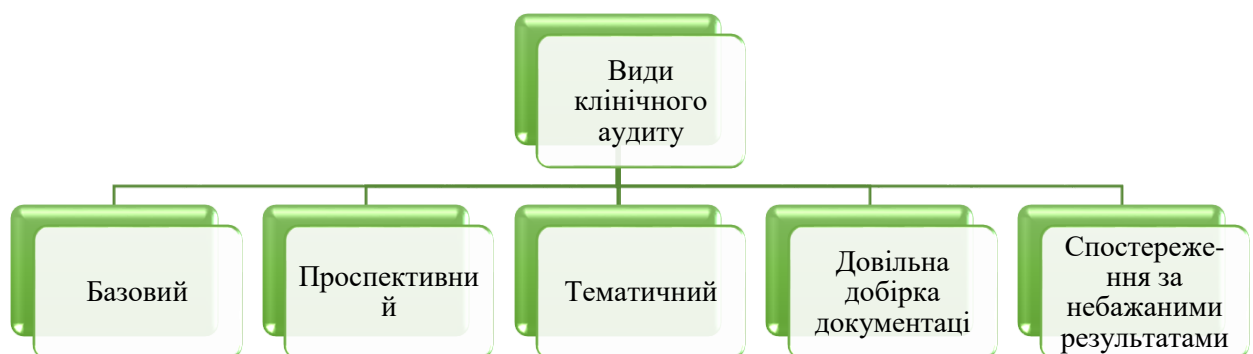 Види
клінічного
аудиту
Базовий
Проспективни
й
Тематичний
Довільна
добірка
документаці
Спостереже-
ння за
небажаними
результатами